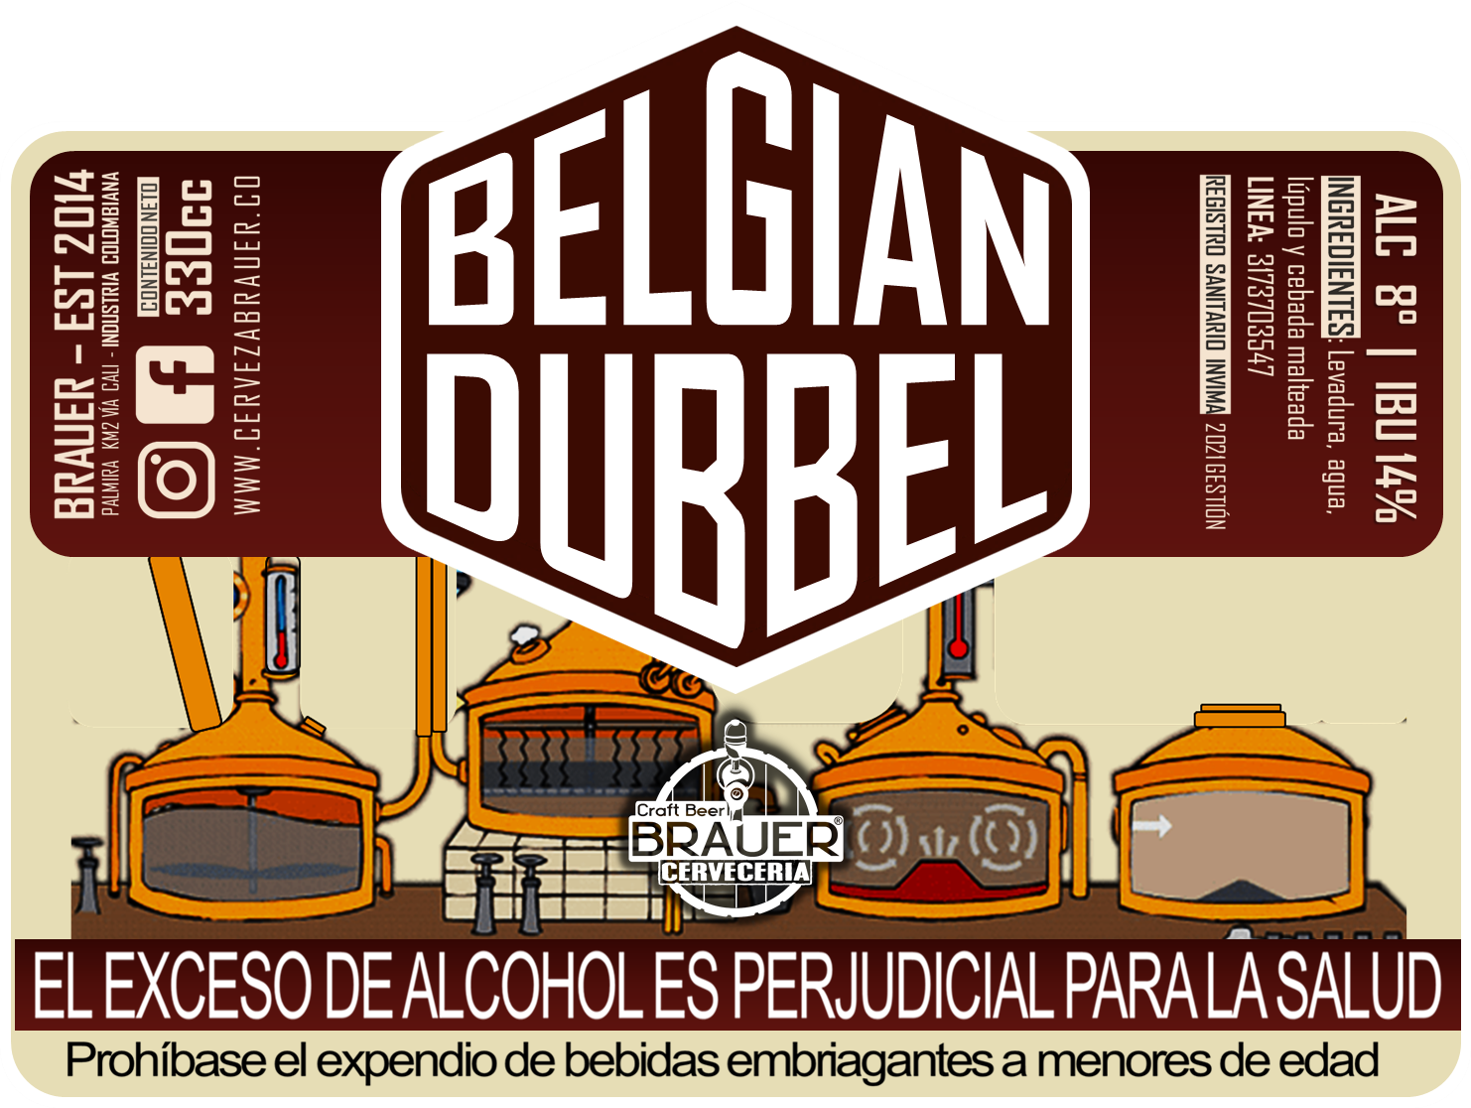 BELGIAN
DUBBEL
BRAUER - EST 2014
PALMIRA KM2 VÍA CALI - INDUSTRIA COLOMBIANA
CONTENIDO NETO
330cc
WWW.CERVEZABRAUER.CO
ALC 8° | IBU 14%
INGREDIENTES: Levadura, agua,
lúpulo y cebada malteada
LINEA: 3173703547
REGISTRO SANITARIO INVIMA 2021 GESTIÓN
Craft Beer
BRAUER®
CERVECERIA
EL EXCESO DE ALCOHOL ES PERJUDICIAL PARA LA SALUD
Prohíbase el expendio de bebidas embriagantes a menores de edad